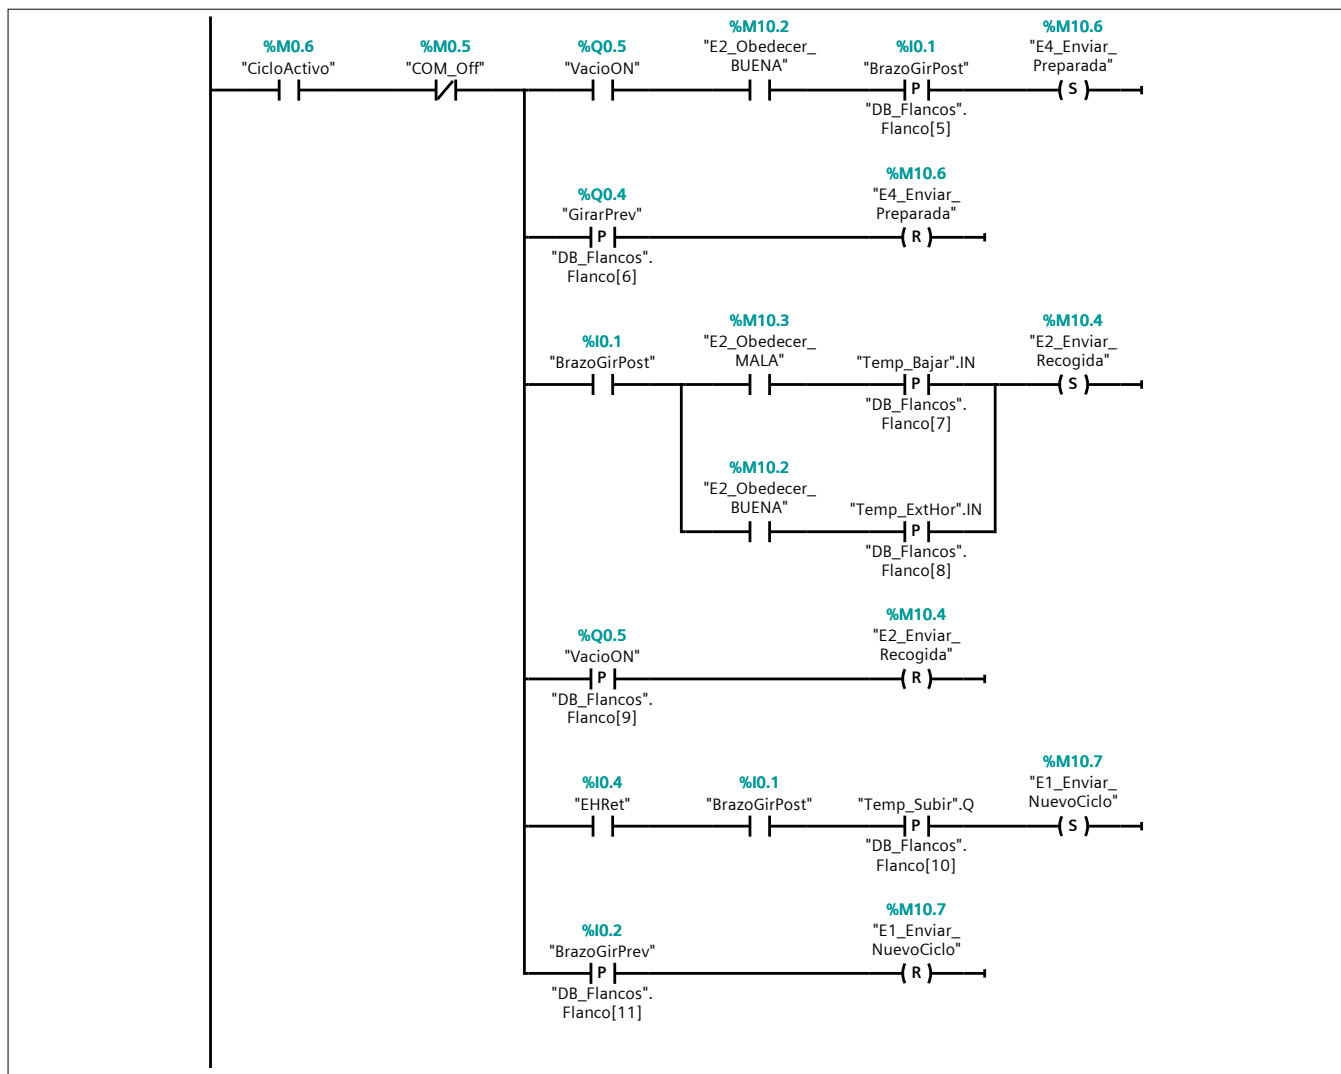 %M0.6
"CicloActivo"
%M0.5
"COM_Off"
%Q0.5
"VacioON"
%M10.2
"E2_Obedecer_
BUENA"
%I0.1
"BrazoGirPost"
P
"DB_Flancos".
Flanco[5]
%M10.6
"E4_Enviar_
Preparada"
S
%Q0.4
"GirarPrev"
P
"DB_Flancos".
Flanco[6]
%M10.6
"E4_Enviar_
Preparada"
R
%I0.1
"BrazoGirPost"
%M10.3
"E2_Obedecer_
MALA"
"Temp_Bajar".IN
P
"DB_Flancos".
Flanco[7]
%M10.4
"E2_Enviar_
Recogida"
S
%M10.2
"E2_Obedecer_
BUENA"
"Temp_ExtHor".IN
P
"DB_Flancos".
Flanco[8]
%Q0.5
"VacioON"
P
"DB_Flancos".
Flanco[9]
%M10.4
"E2_Enviar_
Recogida"
R
%I0.4
"EHRet"
%I0.1
"BrazoGirPost"
"Temp_Subir".Q
P
"DB_Flancos".
Flanco[10]
%M10.7
"E1_Enviar_
NuevoCiclo"
S
%I0.2
"BrazoGirPrev"
P
"DB_Flancos".
Flanco[11]
%M10.7
"E1_Enviar_
NuevoCiclo"
R